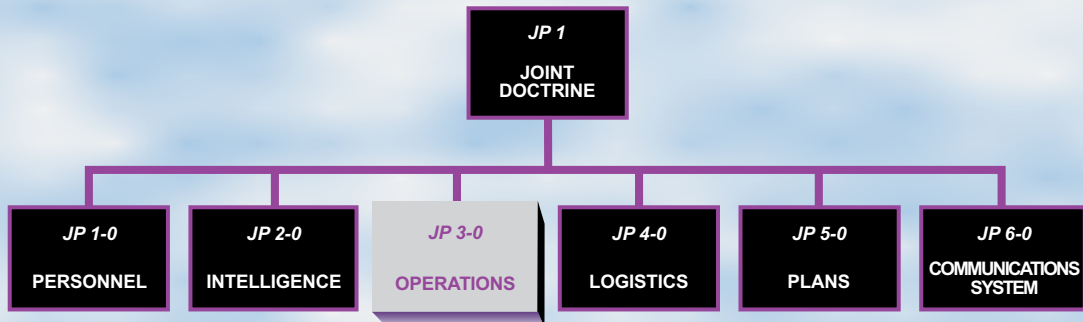 JP 1
JOINT
DOCTRINE
JP 1-0
PERSONNEL
JP 2-0
INTELLIGENCE
JP 3-0
OPERATIONS
JP 4-0
LOGISTICS
JP 5-0
PLANS
JP 6-0
COMMUNICATIONS
SYSTEM